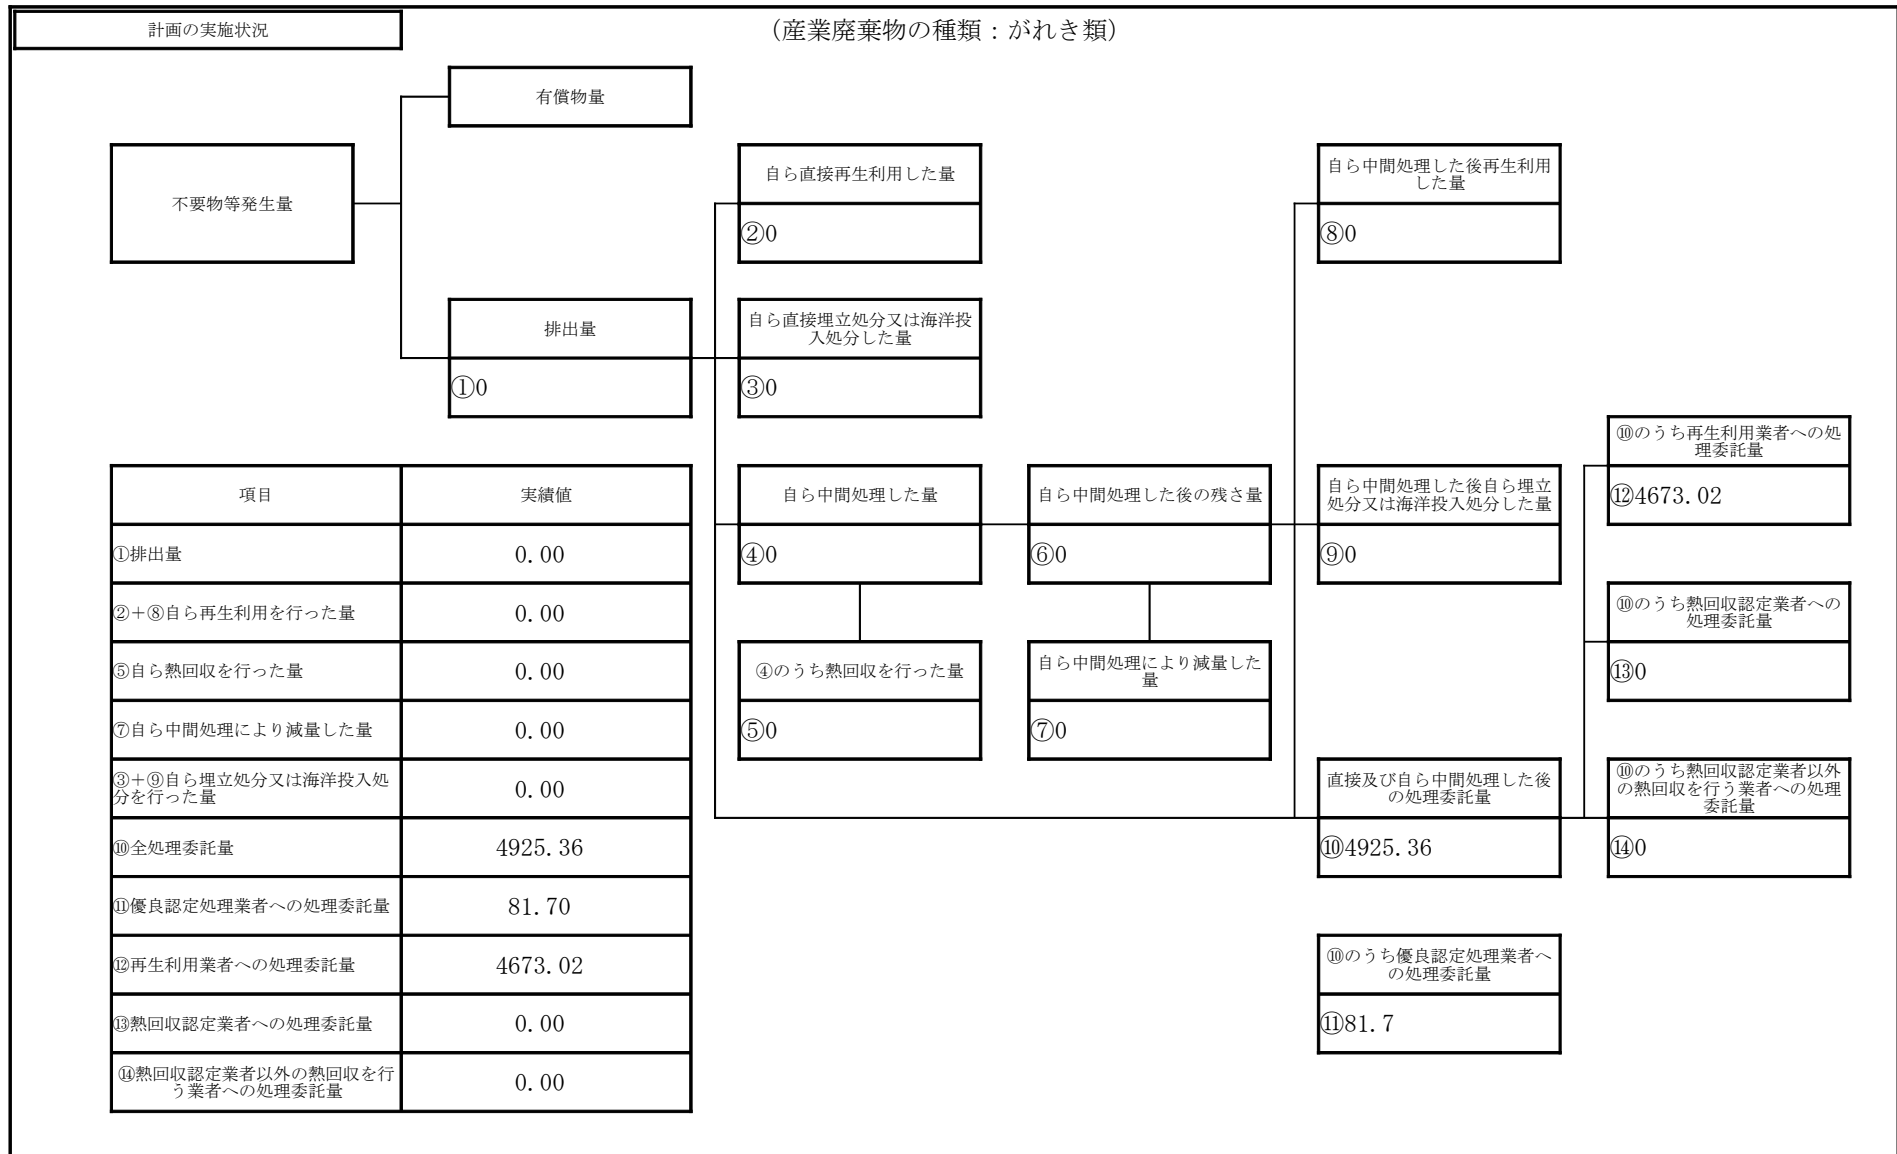 計画の実施状況
（産業廃棄物の種類：がれき類）
有償物量
不要物等発生量
自ら直接再生利用した量
②0
自ら中間処理した後再生利用
した量
⑧0
排出量
①0
自ら直接埋立処分又は海洋投
入処分した量
③0
⑩のうち再生利用業者への処
理委託量
⑫4673.02
自ら中間処理した量
④0
自ら中間処理した後の残さ量
⑥0
自ら中間処理した後自ら埋立
処分又は海洋投入処分した量
⑨0
⑩のうち熱回収認定業者への
処理委託量
⑬0
④のうち熱回収を行った量
⑤0
自ら中間処理により減量した
量
⑦0
直接及び自ら中間処理した後
の処理委託量
⑩4925.36
⑩のうち熱回収認定業者以外
の熱回収を行う業者への処理
委託量
⑭0
⑩のうち優良認定処理業者へ
の処理委託量
⑪81.7
項目 実績値
①排出量 0.00
②＋⑧自ら再生利用を行った量 0.00
⑤自ら熱回収を行った量 0.00
⑦自ら中間処理により減量した量 0.00
③＋⑨自ら埋立処分又は海洋投入処
分を行った量 0.00
⑩全処理委託量 4925.36
⑪優良認定処理業者への処理委託量 81.70
⑫再生利用業者への処理委託量 4673.02
⑬熱回収認定業者への処理委託量 0.00
⑭熱回収認定業者以外の熱回収を行
う業者への処理委託量 0.00